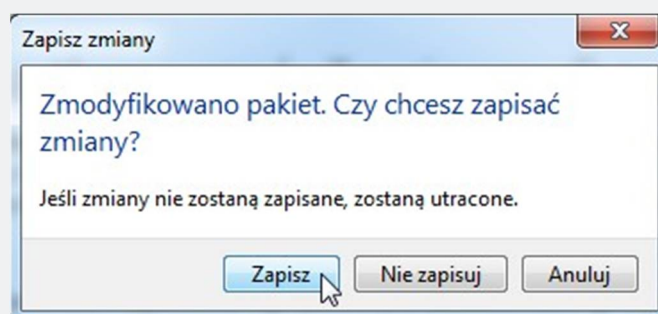 Zapisz zmiany
Zmodyfikowano pakiet. Czy chcesz zapisać
zmiany?
Jeśli zmiany nie zostaną zapisane, zostaną utracone.
Zapisz
Nie zapisuj
Anuluj